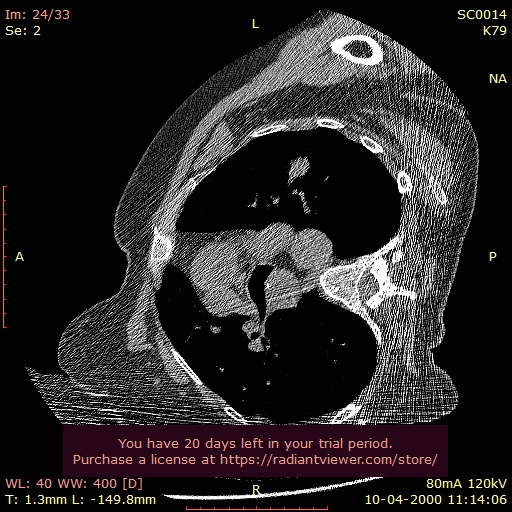 Im: 24/33
Se: 2
L
SC0014
K79
NA
A
P
You have 20 days left in your trial period.
Purchase a license at https://radiantviewer.com/store/
WL: 40 WW: 400 [D]
T: 1.3mm L: -149.8mm
R
80mA 120kV
10-04-2000 11:14:06